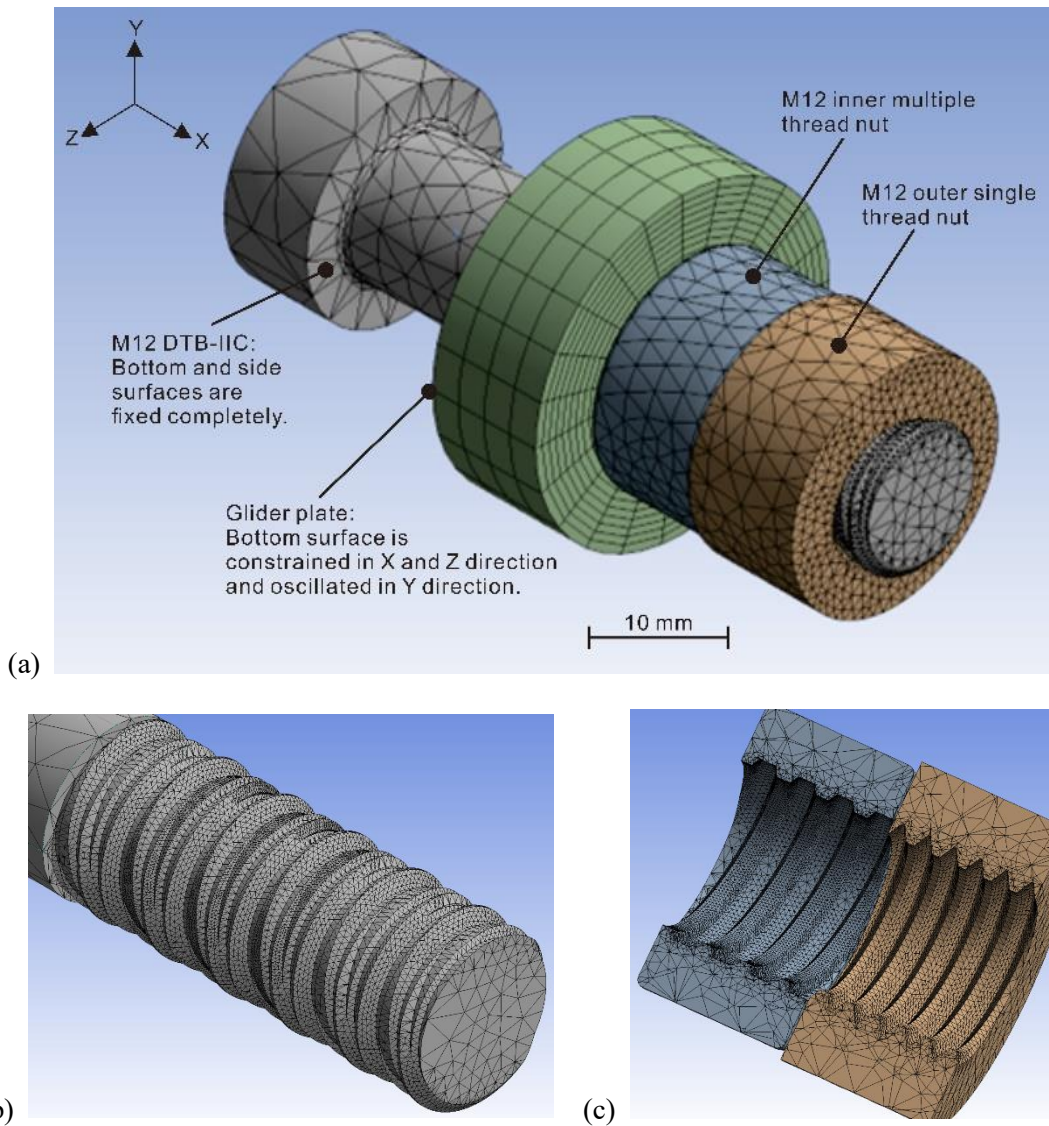 Y
Z
X
M12 inner multiple
thread nut
M12 outer single
thread nut
M12 DTB-IIC:
Bottom and side
surfaces are
fixed completely.
Glider plate:
Bottom surface is
constrained in X and Z direction
and oscillated in Y direction.
10 mm
(a)
)
(c)